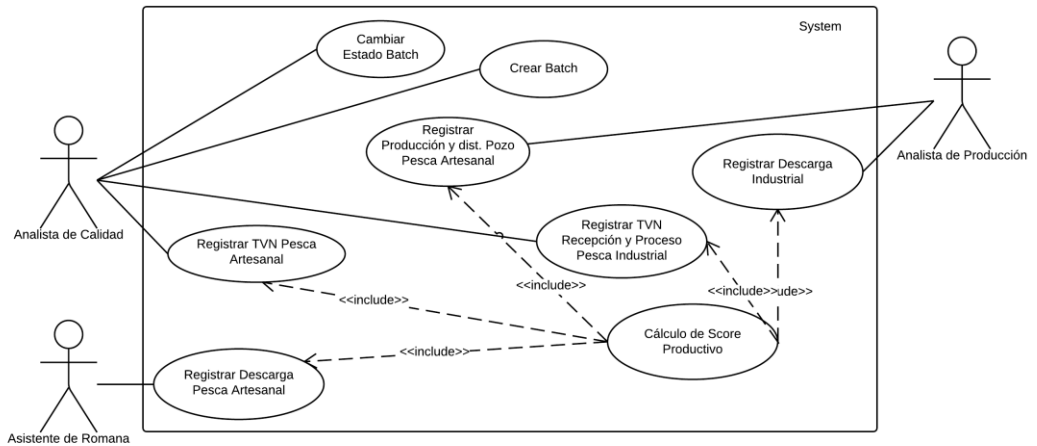 System
Cambiar
Estado Batch
Crear Batch
Registrar
Producción y dist. Pozo
Pesca Artesanal
Registrar Descarga
Industrial
Analista de Producción
Analista de Calidad
Registrar TVN Pesca
Artesanal
Registrar TVN
Recepción y Proceso
Pesca Industrial
<<include>>
<<include>>
<<include>>ude>>
<<include>>
Cálculo de Score
Productivo
Registrar Descarga
Pesca Artesanal
Asistente de Romana